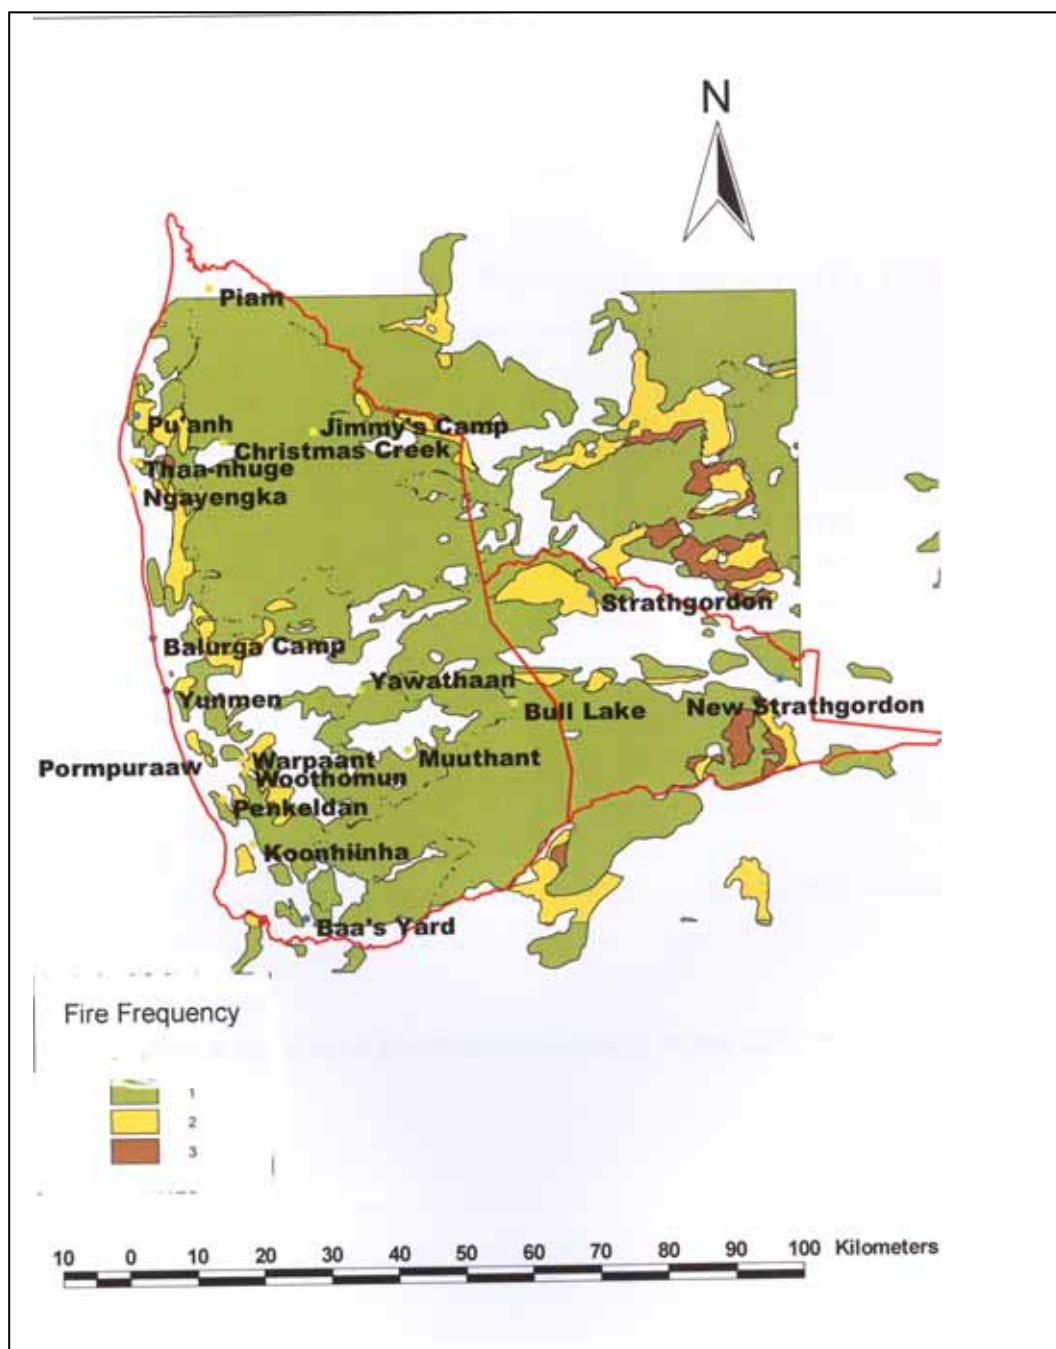 N
Piam
Pu'anh
Jimmy's Camp
Christmas Creek
Thaa-nhuge
Ngayengka
Strathgordon
Balurga Camp
Yawathaan
Yunmen
Bull Lake
New Strathgordon
Pormpuraaw
Warpaant
Muuthant
Woothomun
Penkeldan
Koonhiinha
Baa's Yard
Fire Frequency
1
2
3
10 0 10 20 30 40 50 60 70 80 90 100 Kilometers